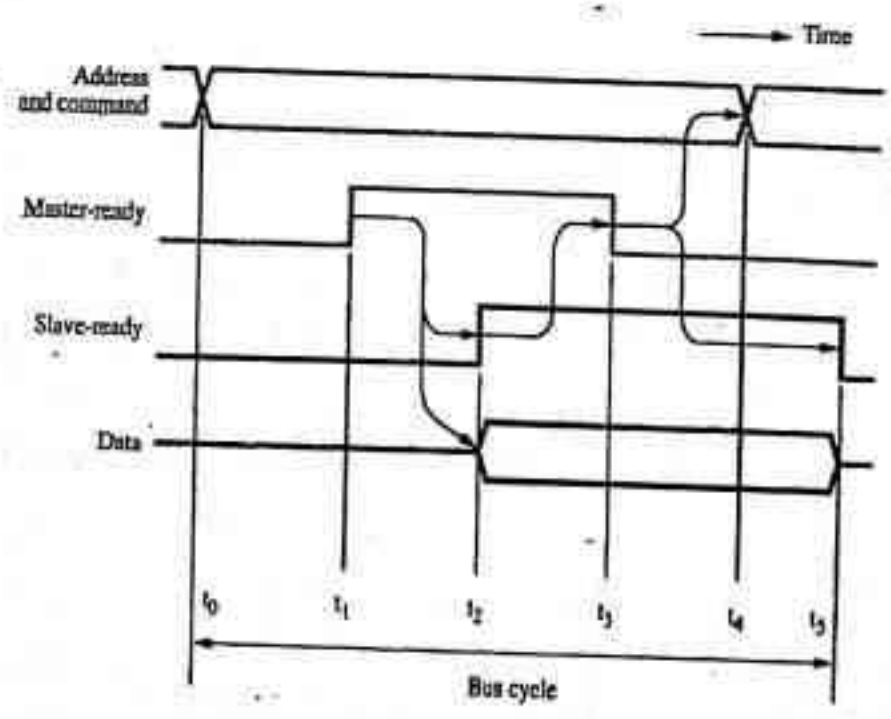 Time
Address
and command
Master-ready
Slave-ready
Data
t0 t1 t2 t3 t4 t5
Bus cycle